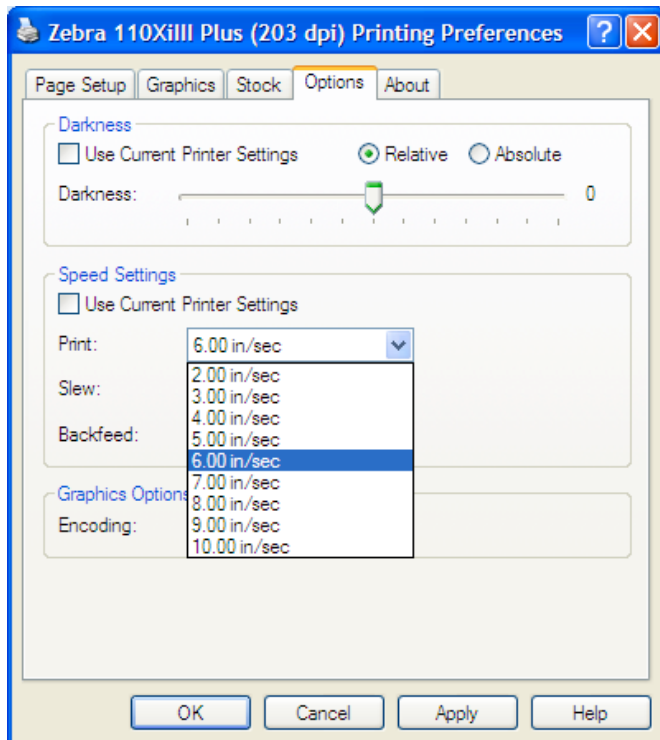 Zebra 110XiIII Plus (203 dpi) Printing Preferences
Page Setup Graphics Stock Options About
Darkness
Use Current Printer Settings Relative Absolute
Darkness: 0
Speed Settings
Use Current Printer Settings
Print: 6.00 in/sec
2.00 in/sec
Slew: 3.00 in/sec
4.00 in/sec
Backfeed: 5.00 in/sec
6.00 in/sec
7.00 in/sec
Graphics Options 8.00 in/sec
Encoding: 9.00 in/sec
10.00 in/sec
OK Cancel Apply Help